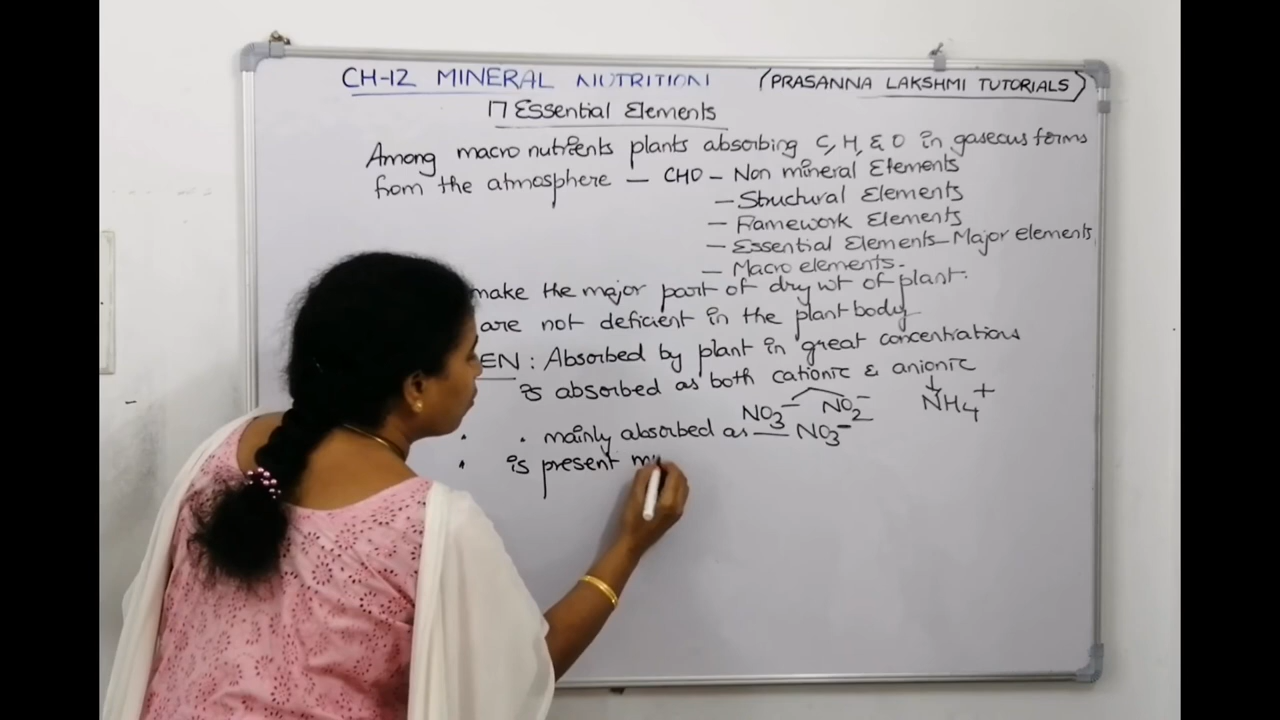 CH-12 MINERAL NUTRITION (PRASANNA LAKSHMI TUTORIALS)
17 Essential Elements
Among macro nutrients plants absorbing C, H, & O in gaseous forms
from the atmosphere — CHO — Non mineral Elements
— Structural Elements
— Framework Elements
— Essential Elements — Major elements,
— Macro elements.
make the major part of dry wt of plant.
are not deficient in the plant body
EN : Absorbed by plant in great concentrations
is absorbed as both cationic & anionic
NO3⁻ NO2⁻ ↓ NH4⁺
• • mainly absorbed as — NO3⁻
• is present m